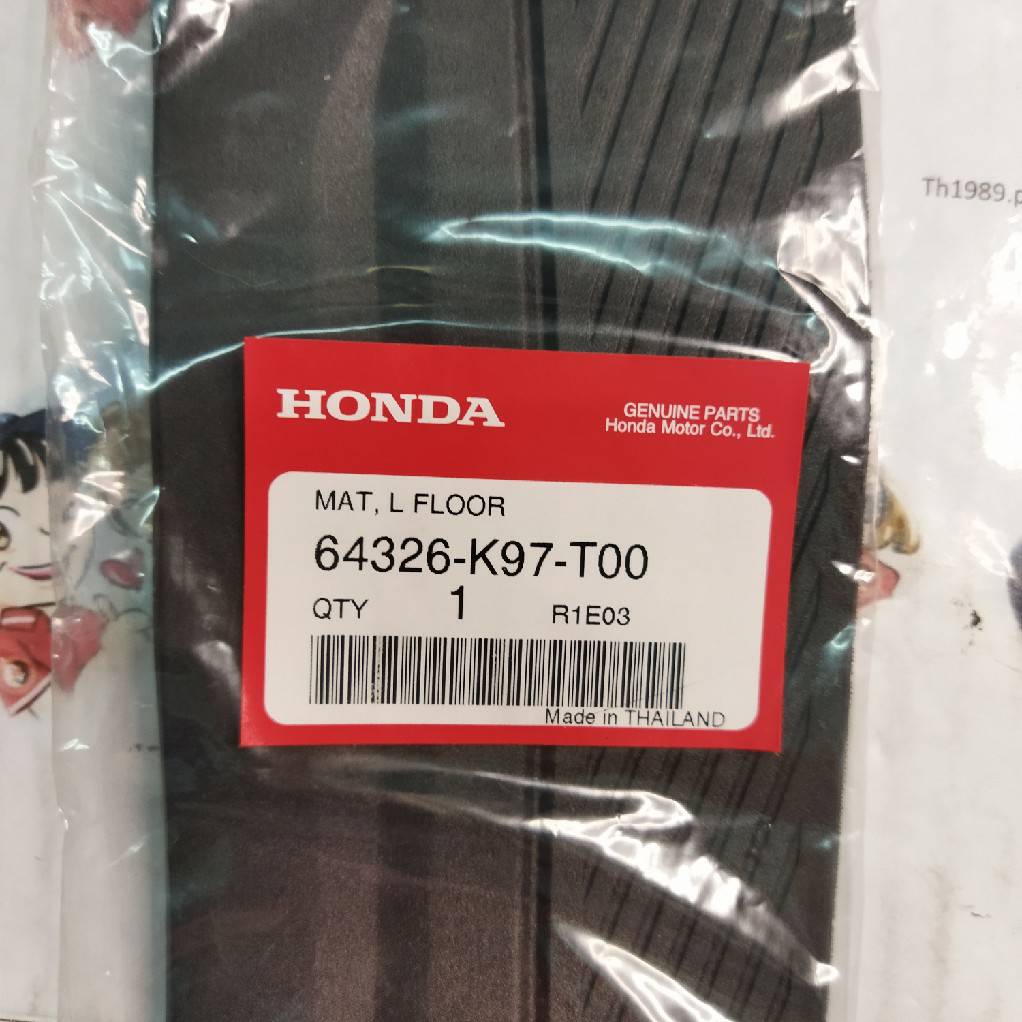 Th1989.p
HONDA
GENUINE PARTS
Honda Motor Co., Ltd.
MAT, L FLOOR
64326-K97-T00
QTY 1 R1E03
Made in THAILAND